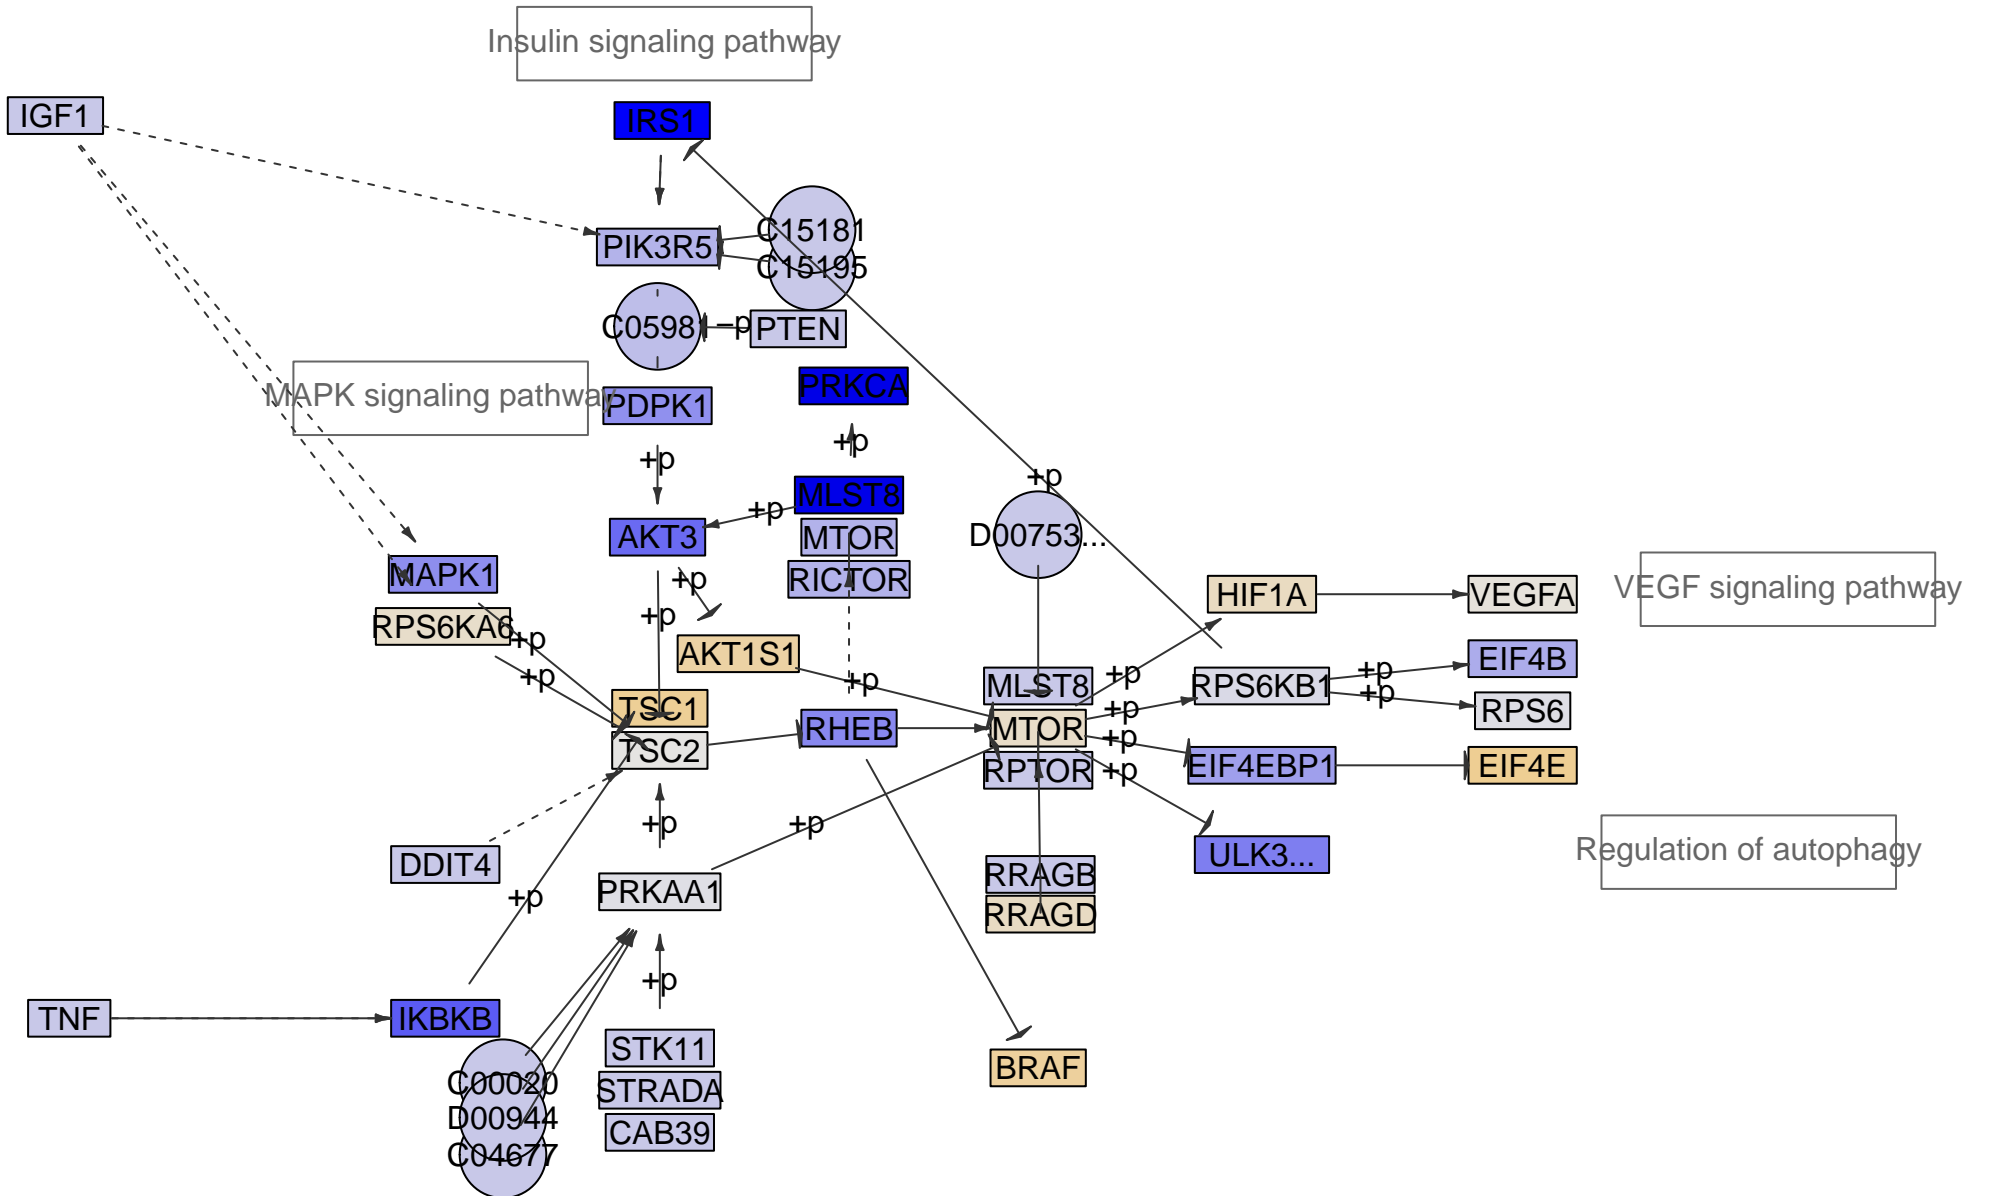 Insulin signaling pathway
IGF1
IRS1
PIK3R5
C15181
C15195
C0598
−p
PTEN
PRKCA
MAPK signaling pathway
PDPK1
+p
+p
+p
D00753...
MLST8
+p
AKT3
MTOR
RICTOR
+p
MAPK1
HIF1A
VEGFA
VEGF signaling pathway
RPS6KA6
+p
+p
AKT1S1
EIF4B
+p
+p
+p
+p
MLST8
RPS6KB1
+p
TSC1
+p
RPS6
RHEB
MTOR
+p
TSC2
RPTOR
+p
EIF4EBP1
EIF4E
+p
+p
DDIT4
ULK3...
Regulation of autophagy
RRAGB
PRKAA1
+p
RRAGD
+p
TNF
IKBKB
STK11
BRAF
C00020
STRADA
D00944
CAB39
C04677